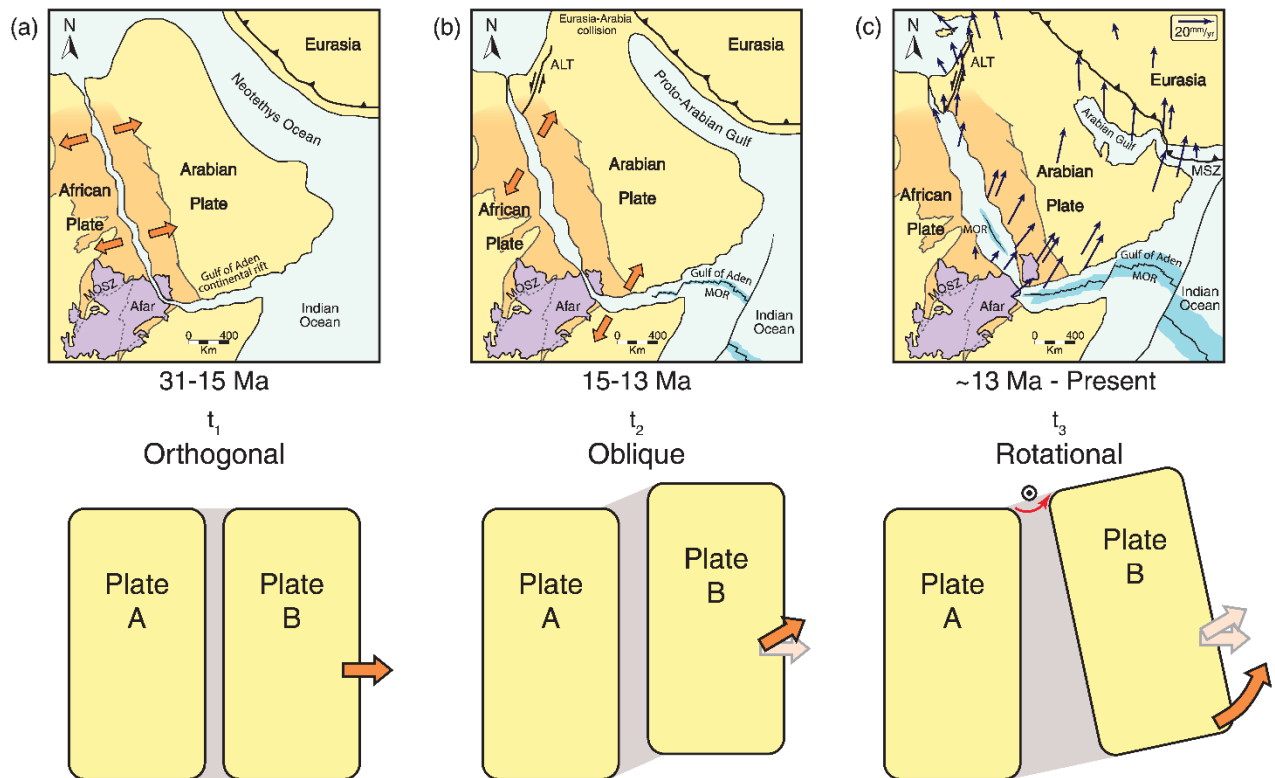 (a)
N
Eurasia
Neotethys Ocean
African
Plate
Arabian
Plate
Gulf of Aden
continental rift
MOSZ
Afar
Indian
Ocean
0 400
Km
31-15 Ma
(b)
N
Eurasia-Arabia
collision
ALT
Eurasia
Proto-Arabian Gulf
African
Plate
Arabian
Plate
Gulf of Aden
MOR
MOSZ
Afar
Indian
Ocean
0 400
Km
15-13 Ma
(c)
N
20mm/yr
ALT
Eurasia
Arabian Gulf
MSZ
African
Plate
Arabian
Plate
MOR
Gulf of Aden
MOR
MOSZ
Afar
Indian
Ocean
0 400
Km
~13 Ma - Present
t1
Orthogonal
Plate
A
Plate
B
t2
Oblique
Plate
A
Plate
B
t3
Rotational
Plate
A
Plate
B